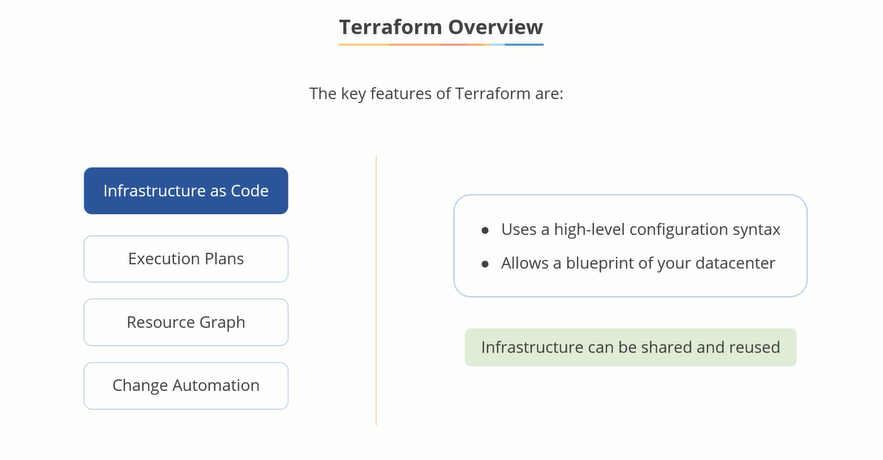 Terraform Overview
The key features of Terraform are:
Infrastructure as Code
Execution Plans
Resource Graph
Change Automation
● Uses a high-level configuration syntax
● Allows a blueprint of your datacenter
Infrastructure can be shared and reused